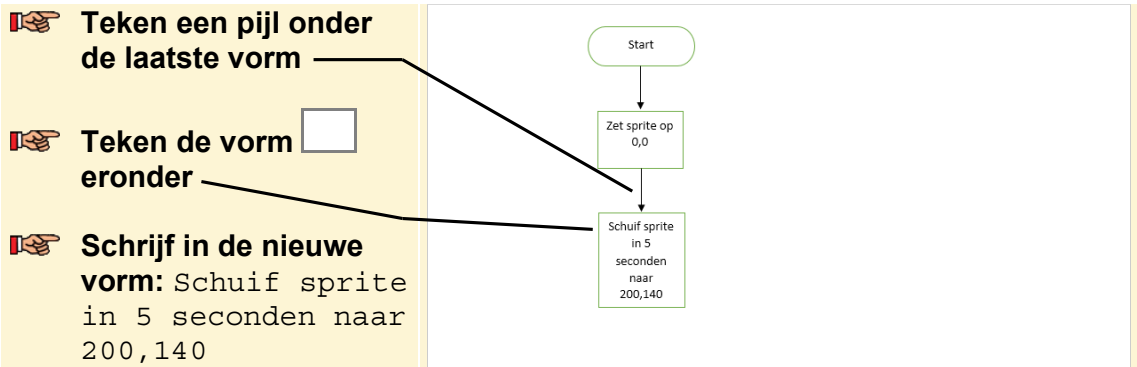 Teken een pijl onder
de laatste vorm
Teken de vorm
eronder
Schrijf in de nieuwe
vorm: Schuif sprite
in 5 seconden naar
200,140
Start
Zet sprite op
0,0
Schuif sprite
in 5
seconden
naar
200,140